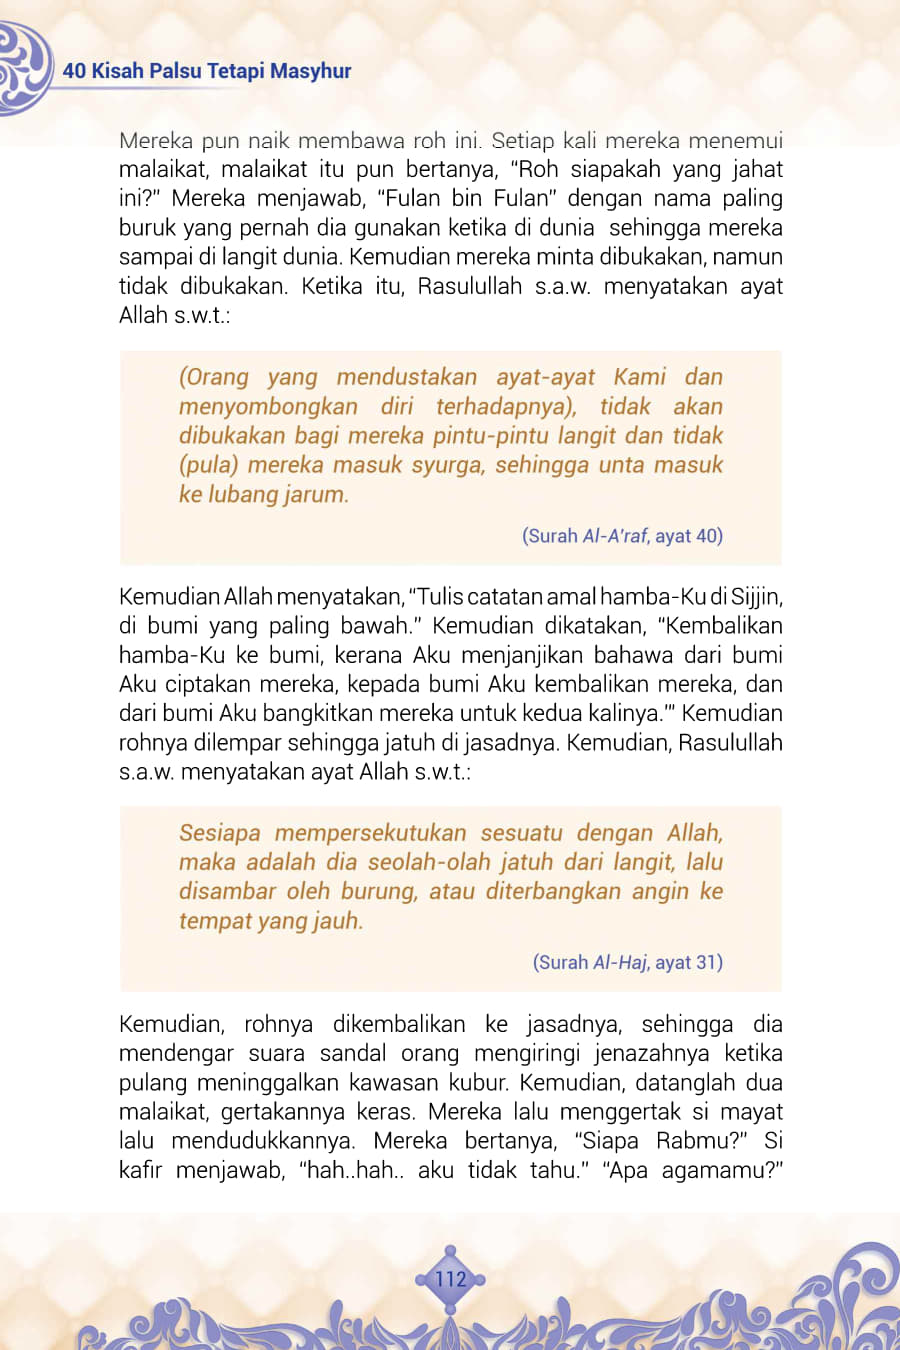 40 Kisah Palsu Tetapi Masyhur
Mereka pun naik membawa roh ini. Setiap kali mereka menemui
malaikat, malaikat itu pun bertanya, “Roh siapakah yang jahat
ini?” Mereka menjawab, “Fulan bin Fulan” dengan nama paling
buruk yang pernah dia gunakan ketika di dunia sehingga mereka
sampai di langit dunia. Kemudian mereka minta dibukakan, namun
tidak dibukakan. Ketika itu, Rasulullah s.a.w. menyatakan ayat
Allah s.w.t.:
(Orang yang mendustakan ayat-ayat Kami dan
menyombongkan diri terhadapnya), tidak akan
dibukakan bagi mereka pintu-pintu langit dan tidak
(pula) mereka masuk syurga, sehingga unta masuk
ke lubang jarum.
(Surah Al-A’raf, ayat 40)
Kemudian Allah menyatakan, “Tulis catatan amal hamba-Ku di Sijjin,
di bumi yang paling bawah.” Kemudian dikatakan, “Kembalikan
hamba-Ku ke bumi, kerana Aku menjanjikan bahawa dari bumi
Aku ciptakan mereka, kepada bumi Aku kembalikan mereka, dan
dari bumi Aku bangkitkan mereka untuk kedua kalinya.’” Kemudian
rohnya dilempar sehingga jatuh di jasadnya. Kemudian, Rasulullah
s.a.w. menyatakan ayat Allah s.w.t.:
Sesiapa mempersekutukan sesuatu dengan Allah,
maka adalah dia seolah-olah jatuh dari langit, lalu
disambar oleh burung, atau diterbangkan angin ke
tempat yang jauh.
(Surah Al-Haj, ayat 31)
Kemudian, rohnya dikembalikan ke jasadnya, sehingga dia
mendengar suara sandal orang mengiringi jenazahnya ketika
pulang meninggalkan kawasan kubur. Kemudian, datanglah dua
malaikat, gertakannya keras. Mereka lalu menggertak si mayat
lalu mendudukkannya. Mereka bertanya, “Siapa Rabmu?” Si
kafir menjawab, “hah..hah.. aku tidak tahu.” “Apa agamamu?”
112